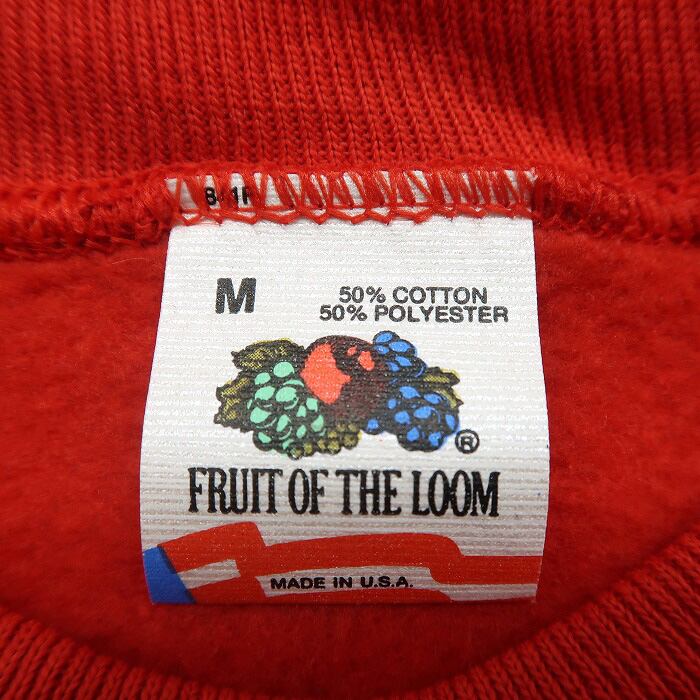 M
50% COTTON
50% POLYESTER
®
FRUIT OF THE LOOM
MADE IN U.S.A.